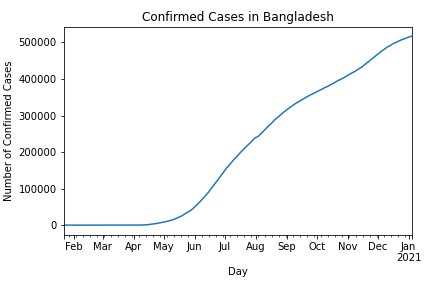 Confirmed Cases in Bangladesh
500000
400000
300000
200000
100000
0
Number of Confirmed Cases
Feb Mar Apr May Jun Jul Aug Sep Oct Nov Dec Jan
2021
Day